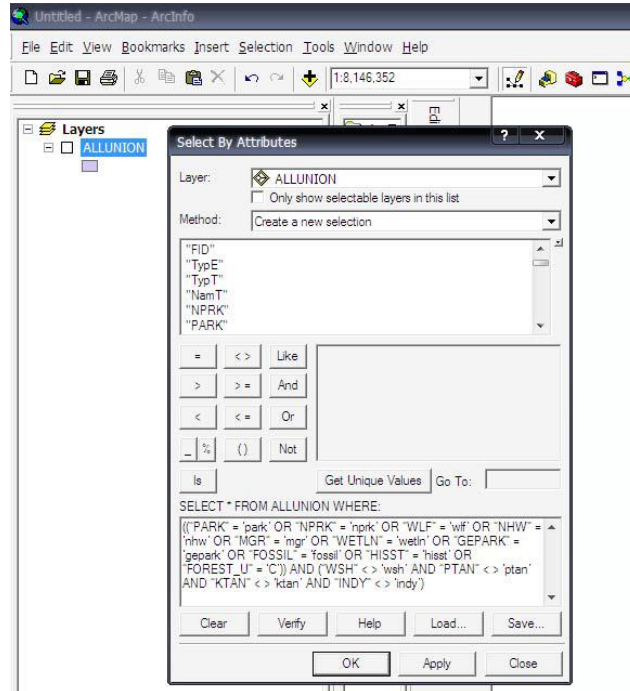 Untitled - ArcMap - ArcInfo
File Edit View Bookmarks Insert Selection Tools Window Help
1:8,146,352
Layers
ALLUNION
Edi
Select By Attributes
? x
Layer: ALLUNION
Only show selectable layers in this list
Method: Create a new selection
"FID"
"TypE"
"TypT"
"NamT"
"NPRK"
"PARK"
= < > Like
> > = And
< < = Or
_ % ( ) Not
Is Get Unique Values Go To:
SELECT * FROM ALLUNION WHERE:
(("PARK" = 'park' OR "NPRK" = 'nprk' OR "WLF" = 'wlf' OR "NHW" =
'nhw' OR "MGR" = 'mgr' OR "WETLN" = 'wetln' OR "GEPARK" =
'gepark' OR "FOSSIL" = 'fossil' OR "HISST" = 'hisst' OR
"FOREST_U" = 'C')) AND ("WSH" < > 'wsh' AND "PTAN" < > 'ptan'
AND "KTAN" < > 'ktan' AND "INDY" < > 'indy')
Clear Verify Help Load... Save...
OK Apply Close